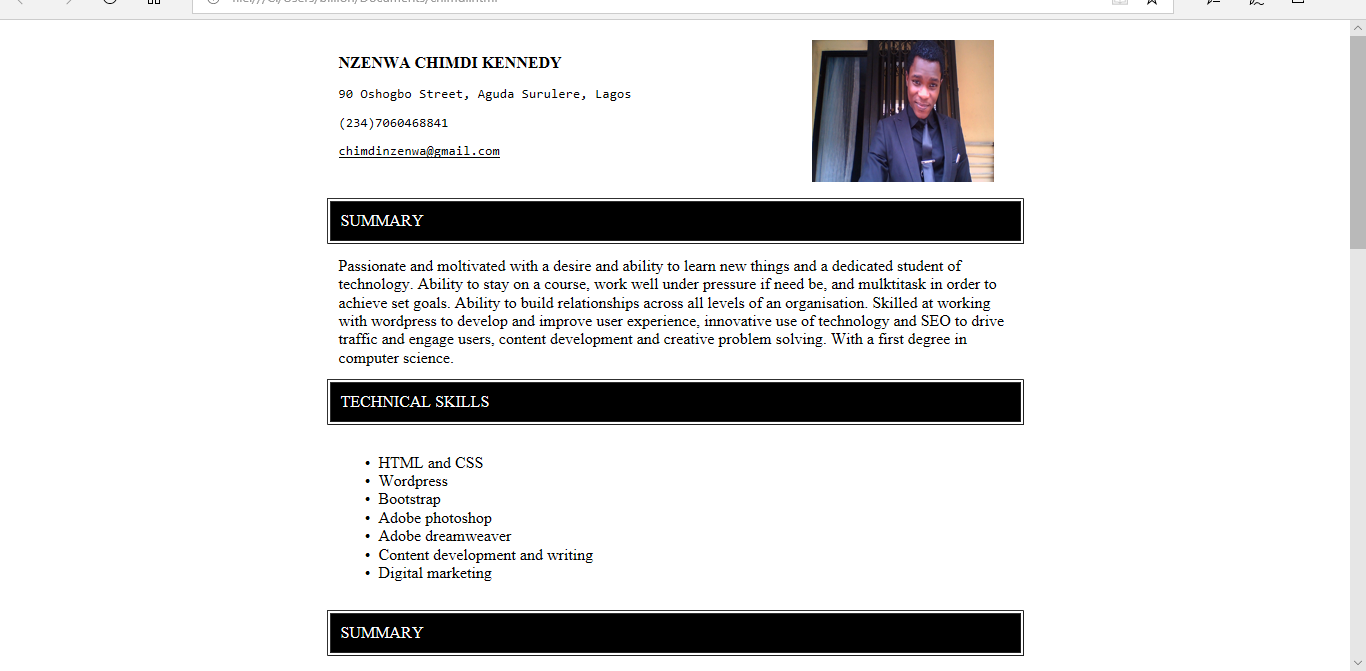 NZENWA CHIMDI KENNEDY
90 Oshogbo Street, Aguda Surulere, Lagos
(234)7060468841
chimdinzenwa@gmail.com
SUMMARY
Passionate and moltivated with a desire and ability to learn new things and a dedicated student of
technology. Ability to stay on a course, work well under pressure if need be, and mulktitask in order to
achieve set goals. Ability to build relationships across all levels of an organisation. Skilled at working
with wordpress to develop and improve user experience, innovative use of technology and SEO to drive
traffic and engage users, content development and creative problem solving. With a first degree in
computer science.
TECHNICAL SKILLS
• HTML and CSS
• Wordpress
• Bootstrap
• Adobe photoshop
• Adobe dreamweaver
• Content development and writing
• Digital marketing
SUMMARY